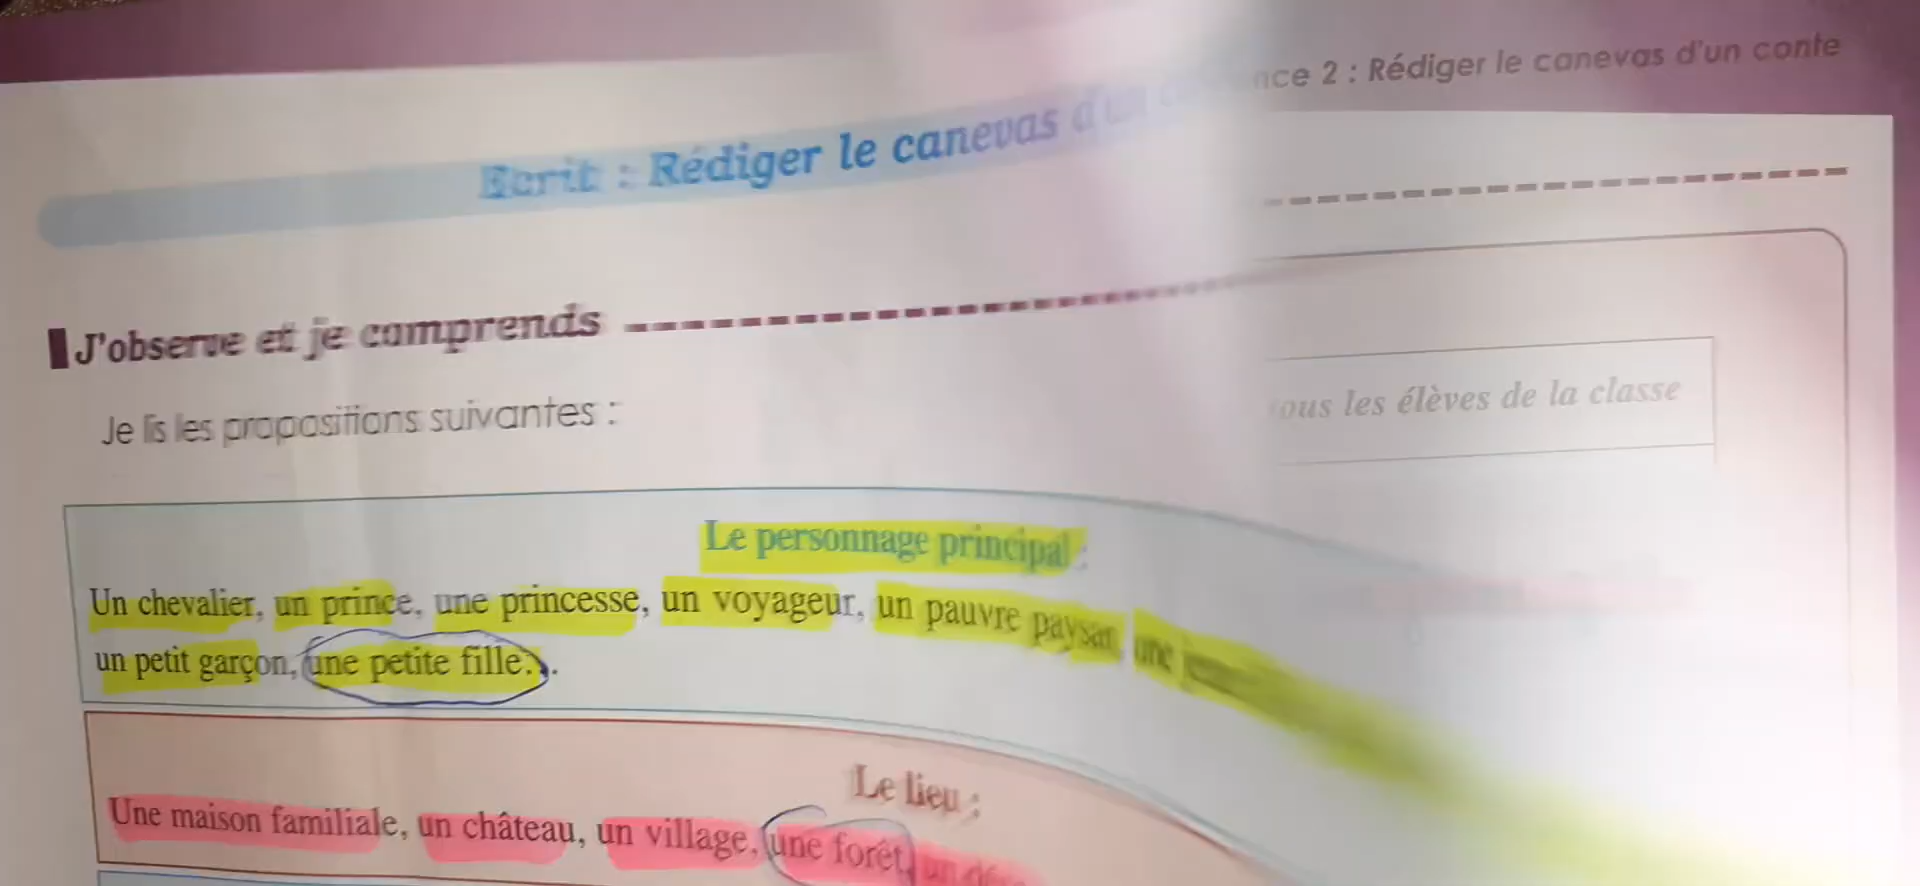 2 : Rédiger le canevas d'un conte
Ecrit : Rédiger le canevas
J'observe et je comprends
Je lis les propositions suivantes :
les élèves de la classe
Le personnage principal :
Un chevalier, un prince, une princesse, un voyageur, un pauvre paysan, une
un petit garçon, une petite fille...
Le lieu :
Une maison familiale, un château, un village, une forêt, un